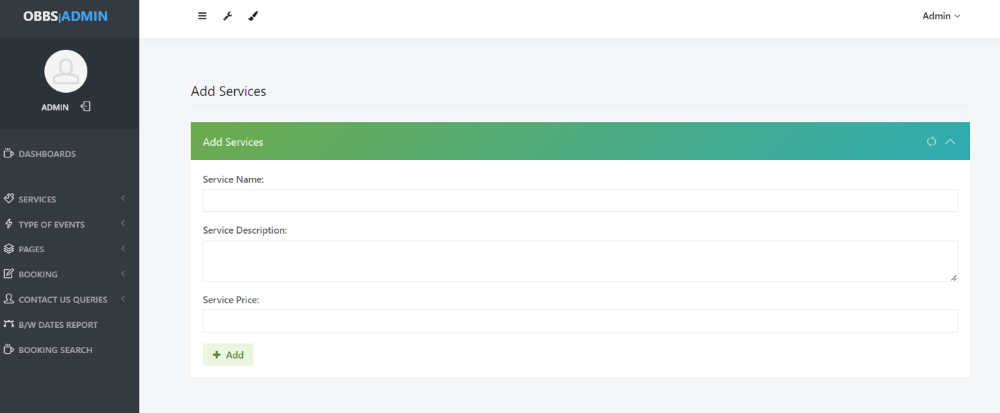 OBBS|ADMIN
Admin
ADMIN
DASHBOARDS
SERVICES
TYPE OF EVENTS
PAGES
BOOKING
CONTACT US QUERIES
B/W DATES REPORT
BOOKING SEARCH
Add Services
Add Services
Service Name:
Service Description:
Service Price:
Add